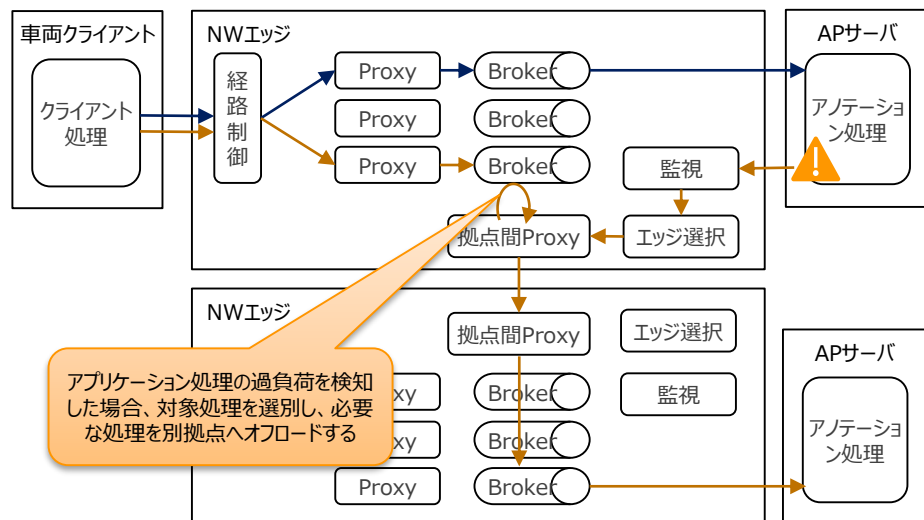 車両クライアント
クライアント
処理
NWエッジ
経
路
制
御
Proxy
Broker
Proxy
Broker
Proxy
Broker
監視
拠点間Proxy
エッジ選択
APサーバ
アノテーショ
ン処理
NWエッジ
拠点間Proxy
エッジ選択
アプリケーション処理の過負荷を検知
した場合、対象処理を選別し、必要
な処理を別拠点へオフロードする
Proxy
Broker
監視
Proxy
Broker
Proxy
Broker
APサーバ
アノテーショ
ン処理